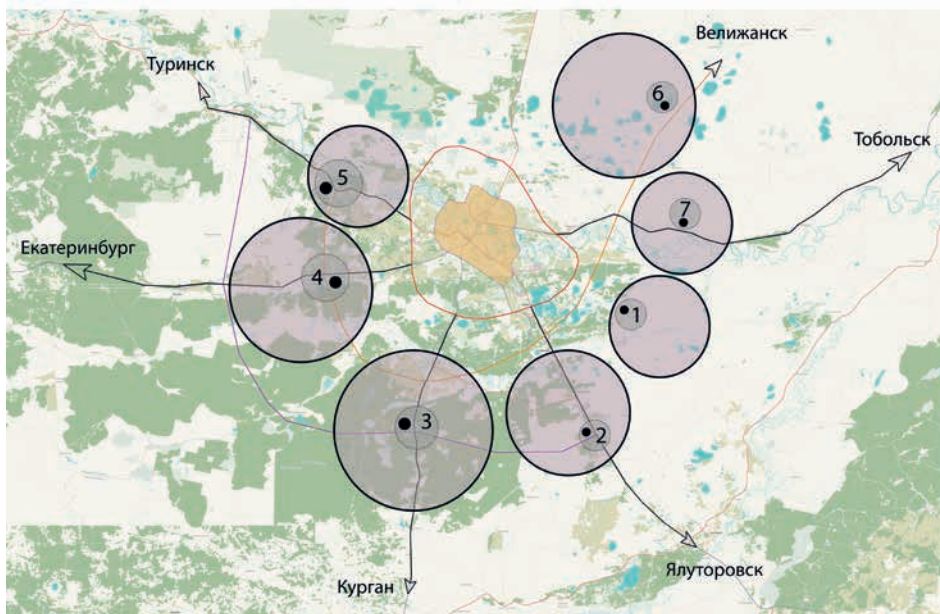 Велижанск
Туринск
6
Тобольск
5
7
Екатеринбург
4
1
3
2
Ялуторовск
Курган